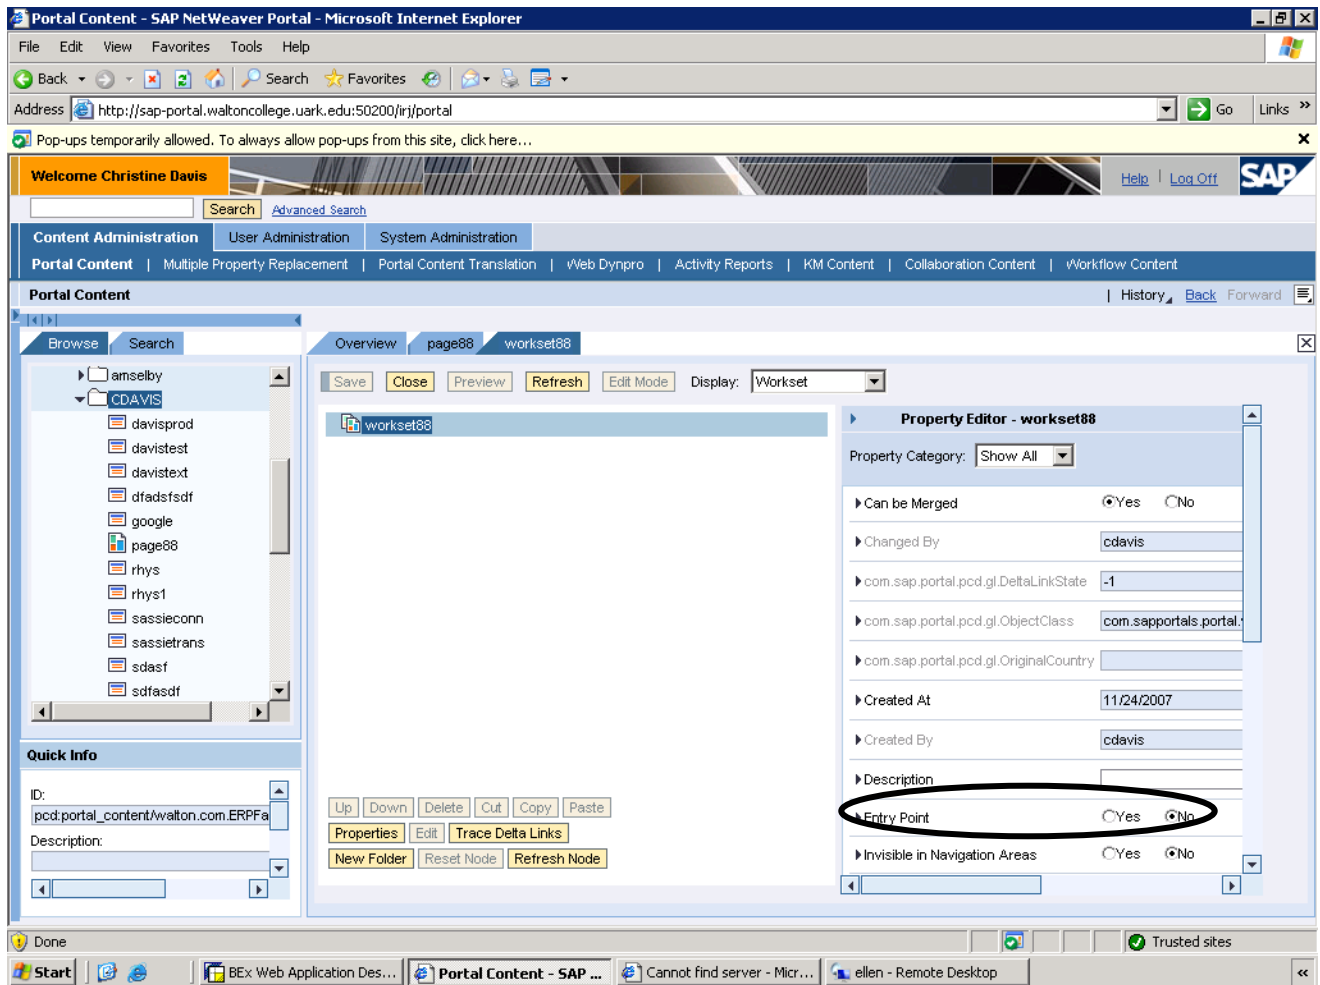 Portal Content - SAP NetWeaver Portal - Microsoft Internet Explorer
File Edit View Favorites Tools Help
Back Search Favorites
Address http://sap-portal.waltoncollege.uark.edu:50200/irj/portal Go Links »
Pop-ups temporarily allowed. To always allow pop-ups from this site, click here...
Welcome Christine Davis Help | Log Off SAP
Search Advanced Search
Content Administration User Administration System Administration
Portal Content | Multiple Property Replacement | Portal Content Translation | Web Dynpro | Activity Reports | KM Content | Collaboration Content | Workflow Content
Portal Content | History Back Forward
Browse Search Overview page88 workset88
Save Close Preview Refresh Edit Mode Display: Workset
amselby
CDAVIS
davisprod
davistest
davistext
dfadsfsdf
google
page88
rhys
rhys1
sassieconn
sassietrans
sdasf
sdfasdf
Quick Info
ID:
pcd:portal_content/walton.com.ERPFa
Description:
workset88
Up Down Delete Cut Copy Paste
Properties Edit Trace Delta Links
New Folder Reset Node Refresh Node
Property Editor - workset88
Property Category: Show All
Can be Merged Yes No
Changed By cdavis
com.sap.portal.pcd.gl.DeltaLinkState -1
com.sap.portal.pcd.gl.ObjectClass com.sapportals.portal.
com.sap.portal.pcd.gl.OriginalCountry
Created At 11/24/2007
Created By cdavis
Description
Entry Point Yes No
Invisible in Navigation Areas Yes No
Done Trusted sites
Start BEx Web Application Des... Portal Content - SAP ... Cannot find server - Micr... ellen - Remote Desktop «